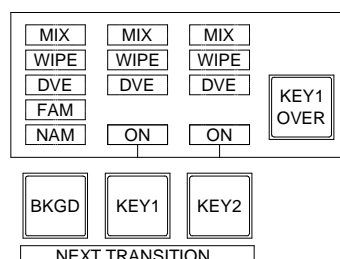 MIX MIX MIX
WIPE WIPE WIPE
DVE DVE DVE
FAM
NAM ON ON
KEY1
OVER
BKGD KEY1 KEY2
NEXT TRANSITION